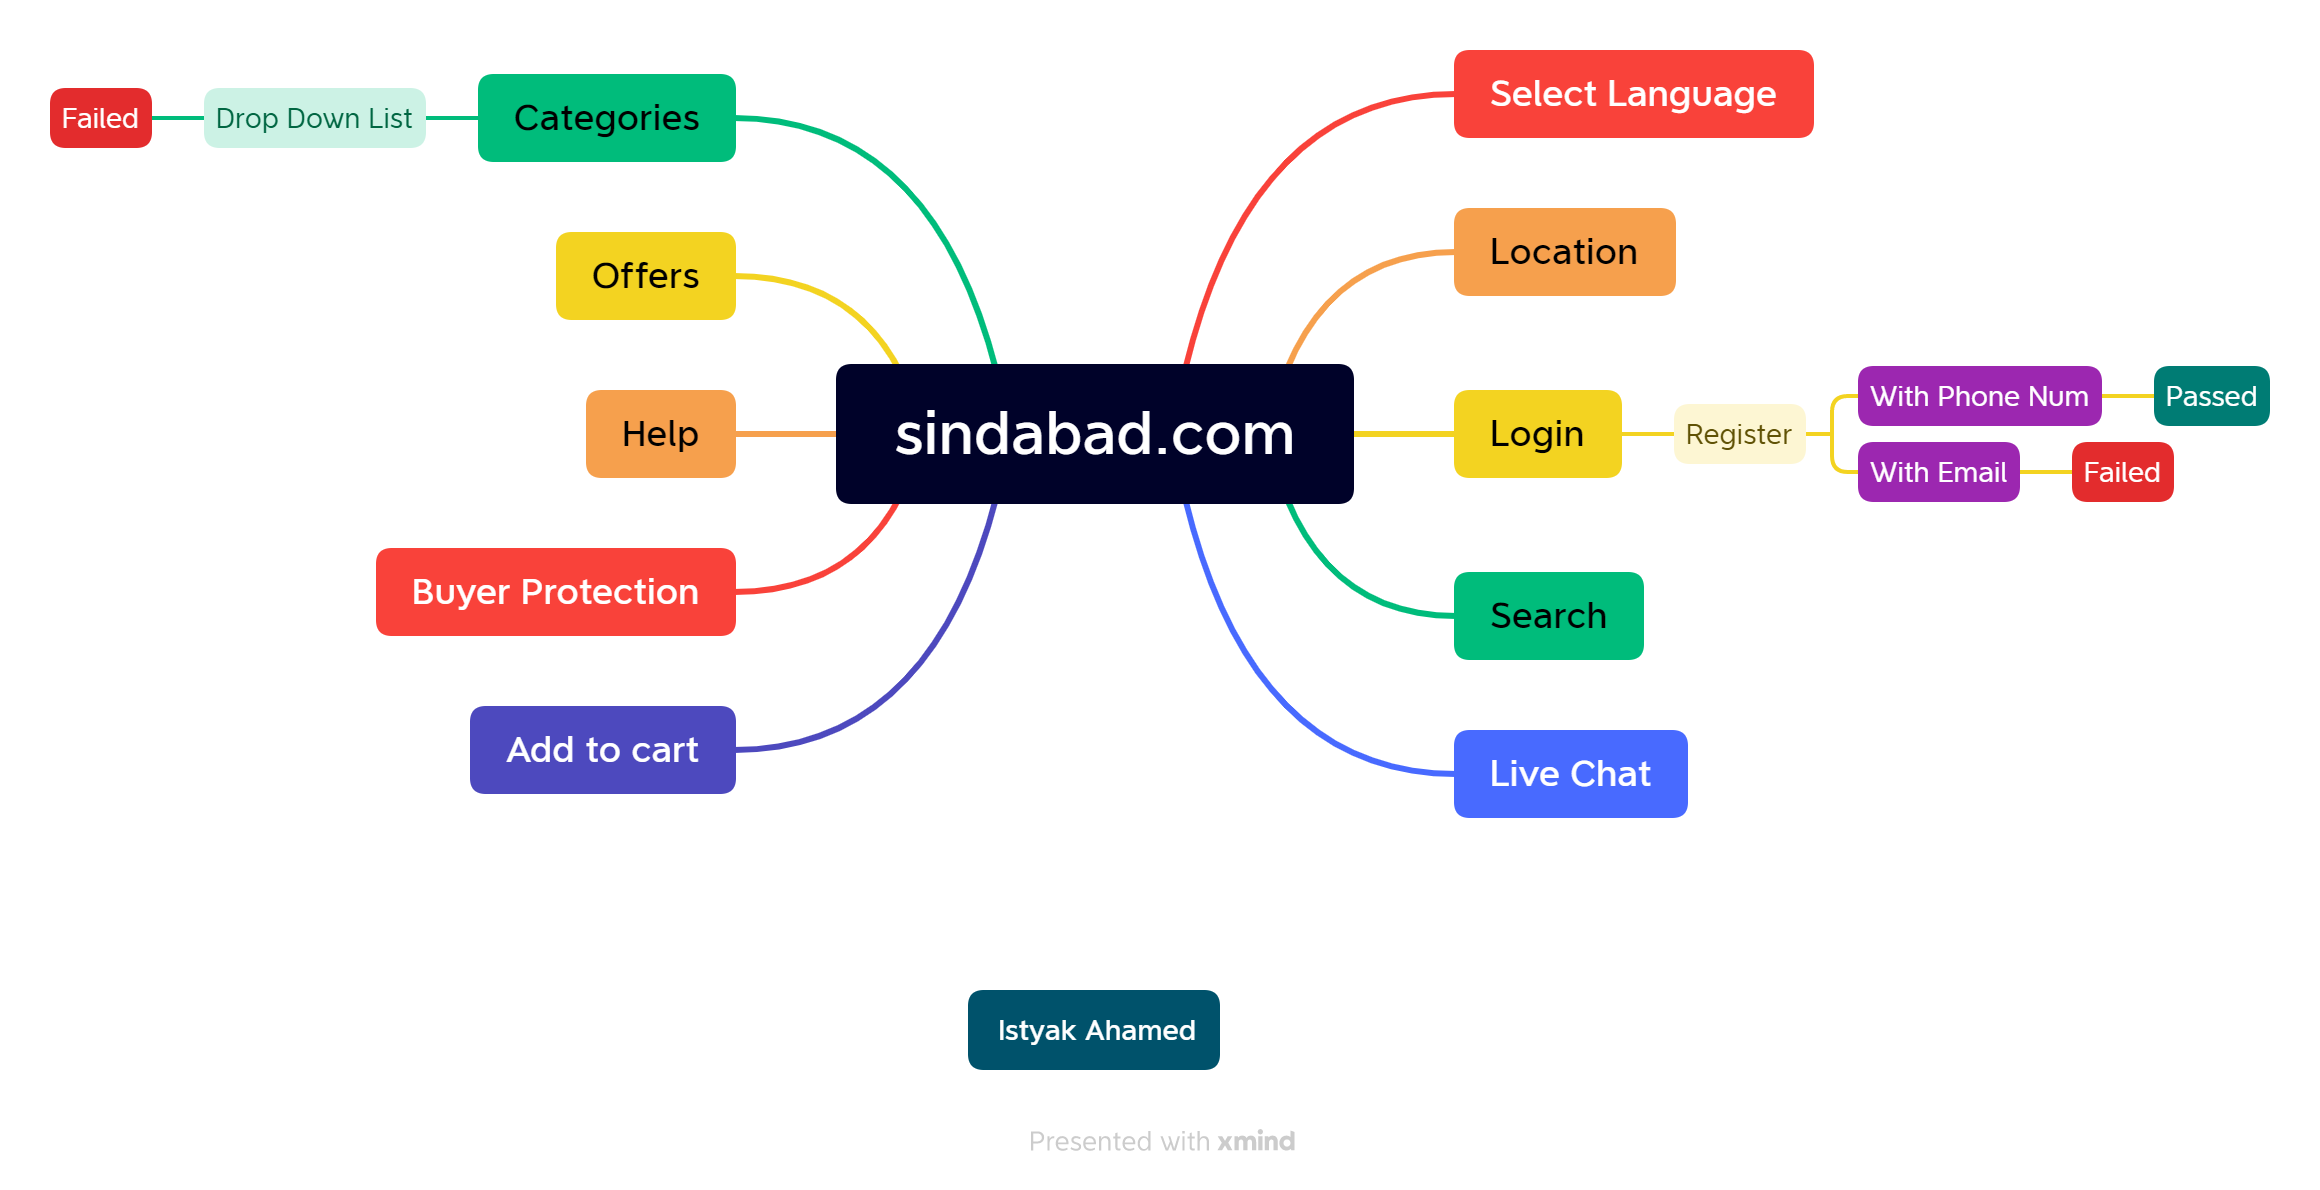 Select Language
Failed
Drop Down List
Categories
Location
Offers
With Phone Num
Passed
Help
sindabad.com
Login
Register
With Email
Failed
Buyer Protection
Search
Add to cart
Live Chat
Istyak Ahamed
Presented with xmind